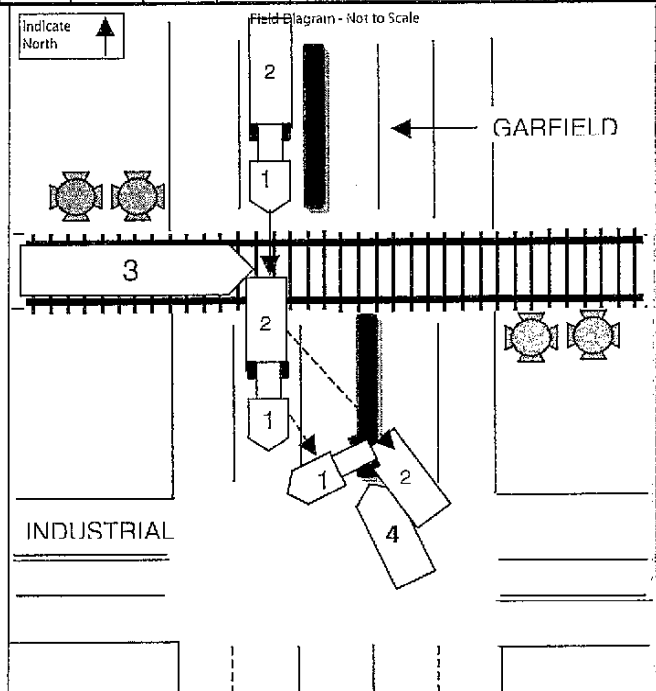 Indicate
North
Field Diagram - Not to Scale
2
GARFIELD
1
3
2
1
1
2
4
INDUSTRIAL